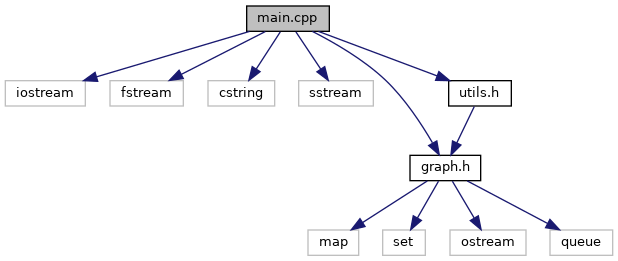 main.cpp
iostream
fstream
cstring
sstream
utils.h
graph.h
map
set
ostream
queue